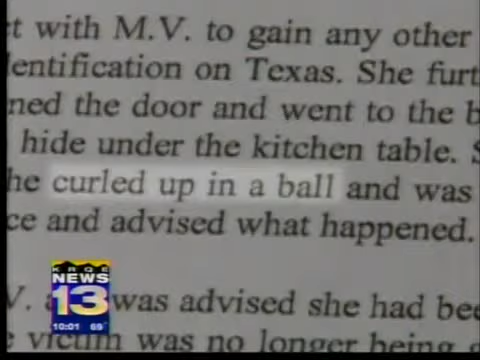 t with M.V. to gain any other
entification on Texas. She furt
ned the door and went to the b
hide under the kitchen table. S
he curled up in a ball and was
ce and advised what happened.
V. was advised she had bee
victim was no longer being
KRQE
NEWS
13
10:01 69°